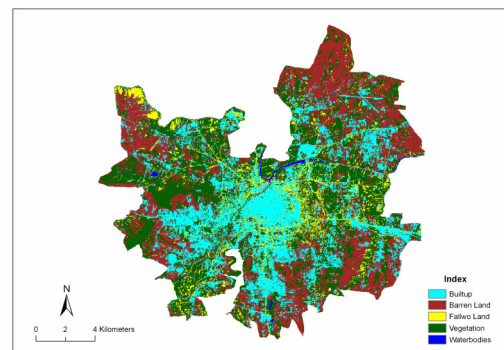 Index
Builtup
Barren Land
Fallwo Land
Vegetation
Waterbodies
N
0 2 4 Kilometers